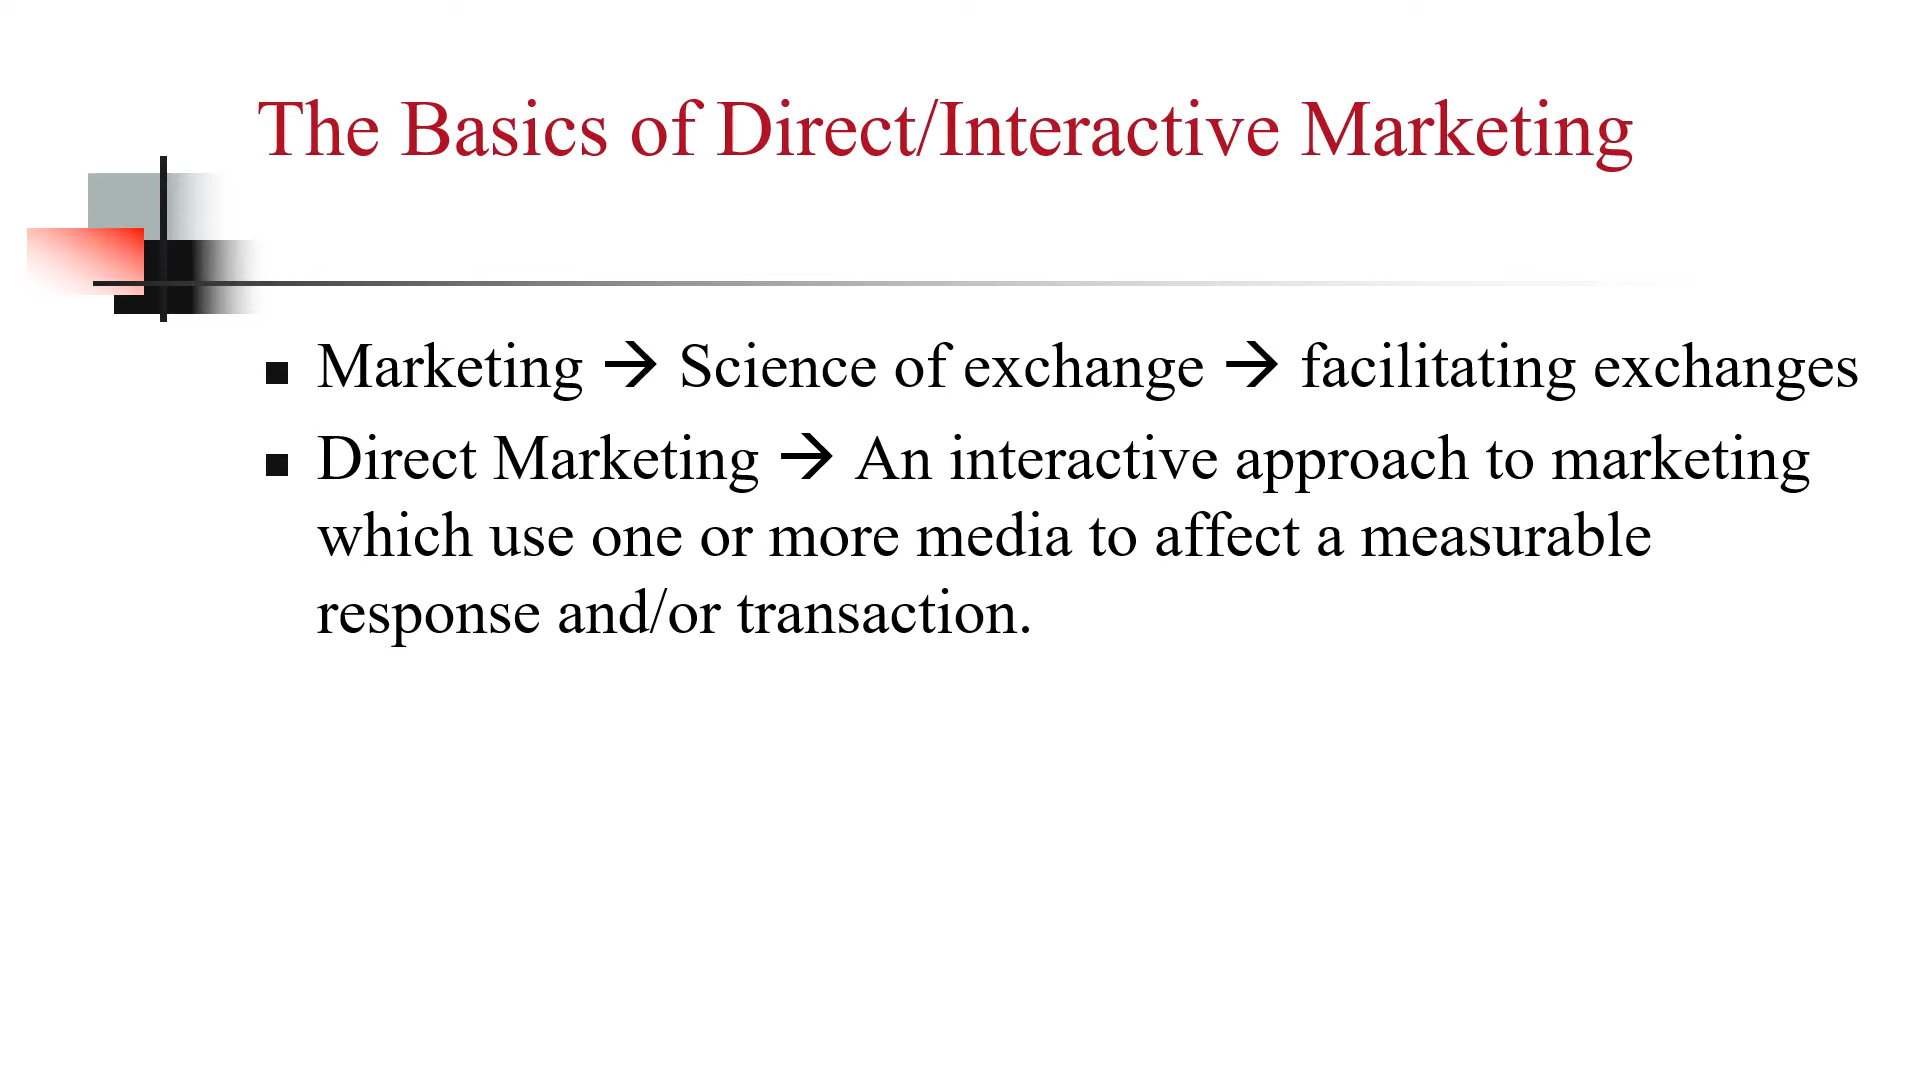 The Basics of Direct/Interactive Marketing
■ Marketing → Science of exchange → facilitating exchanges
■ Direct Marketing → An interactive approach to marketing
which use one or more media to affect a measurable
response and/or transaction.